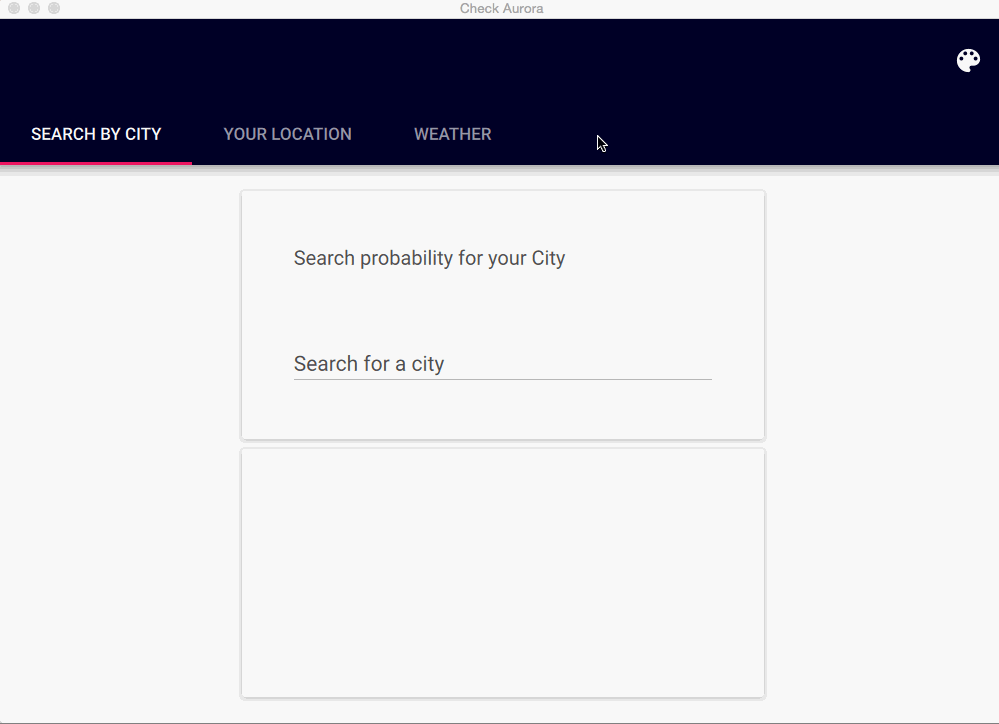 Check Aurora
SEARCH BY CITY
YOUR LOCATION
WEATHER
Search probability for your City
Search for a city